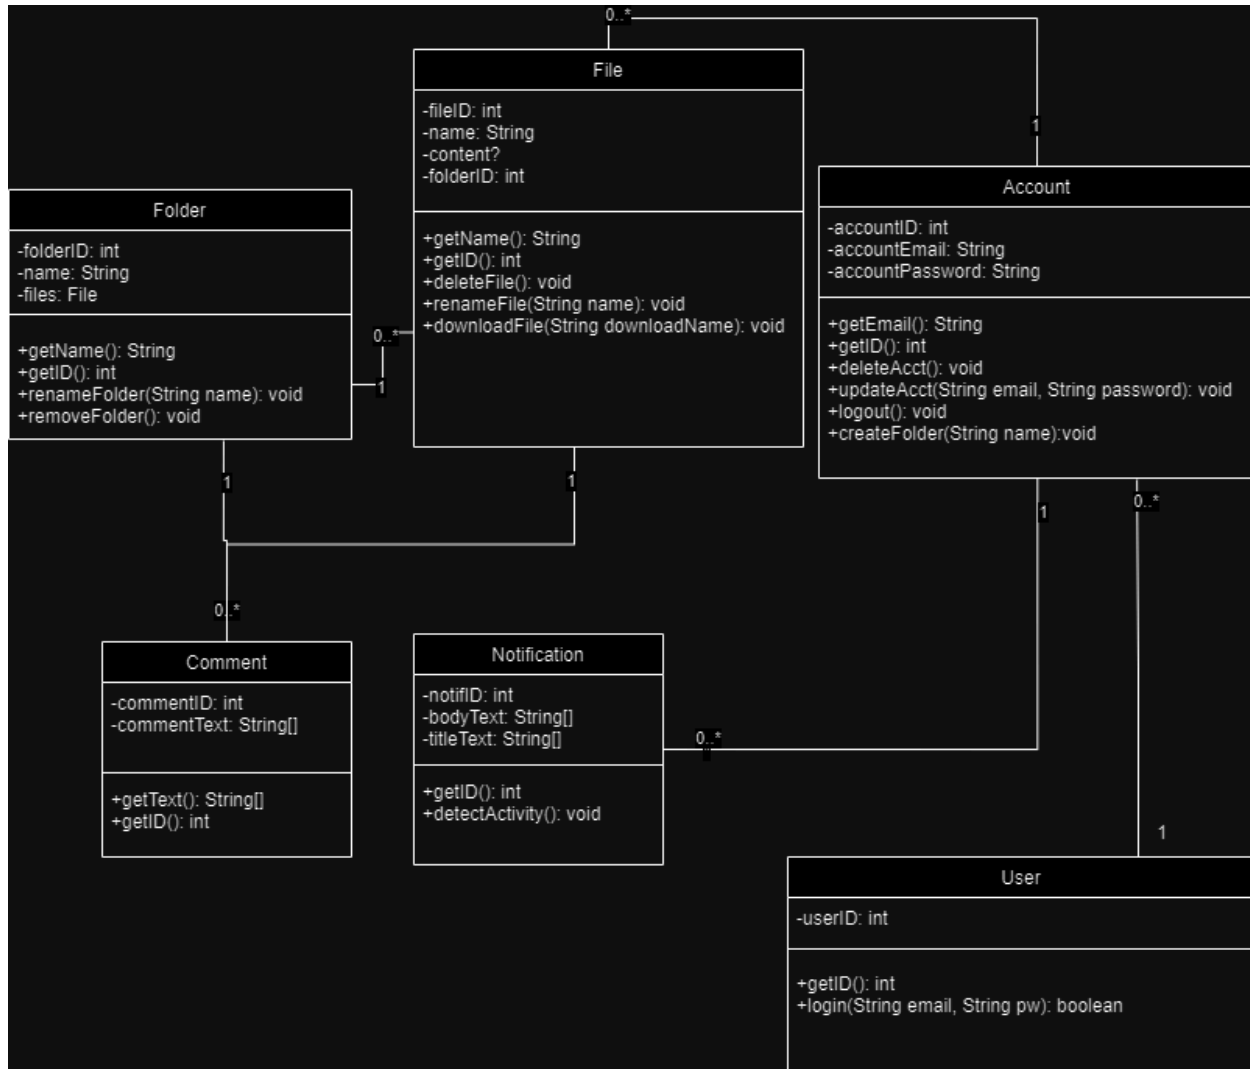 0..*
File
-fileID: int
-name: String
-content?
-folderID: int
+getName(): String
+getID(): int
+deleteFile(): void
+renameFile(String name): void
+downloadFile(String downloadName): void
1
Account
-accountID: int
-accountEmail: String
-accountPassword: String
+getEmail(): String
+getID(): int
+deleteAcct(): void
+updateAcct(String email, String password): void
+logout(): void
+createFolder(String name):void
Folder
-folderID: int
-name: String
-files: File
+getName(): String
+getID(): int
+renameFolder(String name): void
+removeFolder(): void
0..*
1
1
1
1
0..*
0..*
Comment
-commentID: int
-commentText: String[]
+getText(): String[]
+getID(): int
Notification
-notifID: int
-bodyText: String[]
-titleText: String[]
+getID(): int
+detectActivity(): void
0..*
1
User
-userID: int
+getID(): int
+login(String email, String pw): boolean